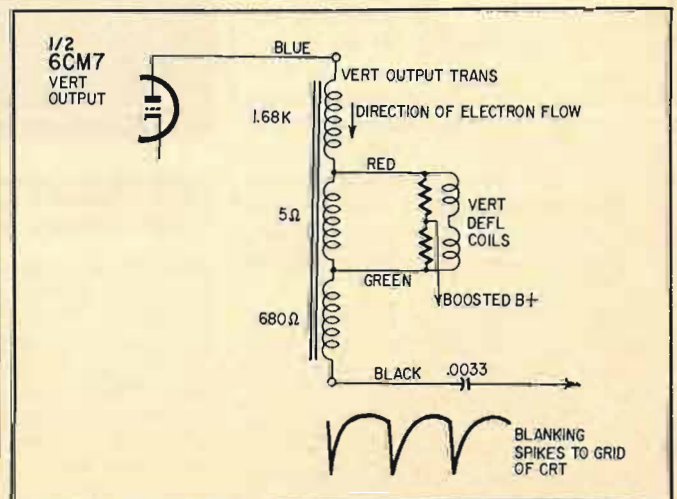 1/2
6CM7
VERT
OUTPUT
BLUE
VERT OUTPUT TRANS
1.68K
DIRECTION OF ELECTRON FLOW
RED
5Ω
VERT
DEFL
COILS
GREEN
BOOSTED B+
680Ω
BLACK
.0033
BLANKING
SPIKES TO GRID
OF CRT